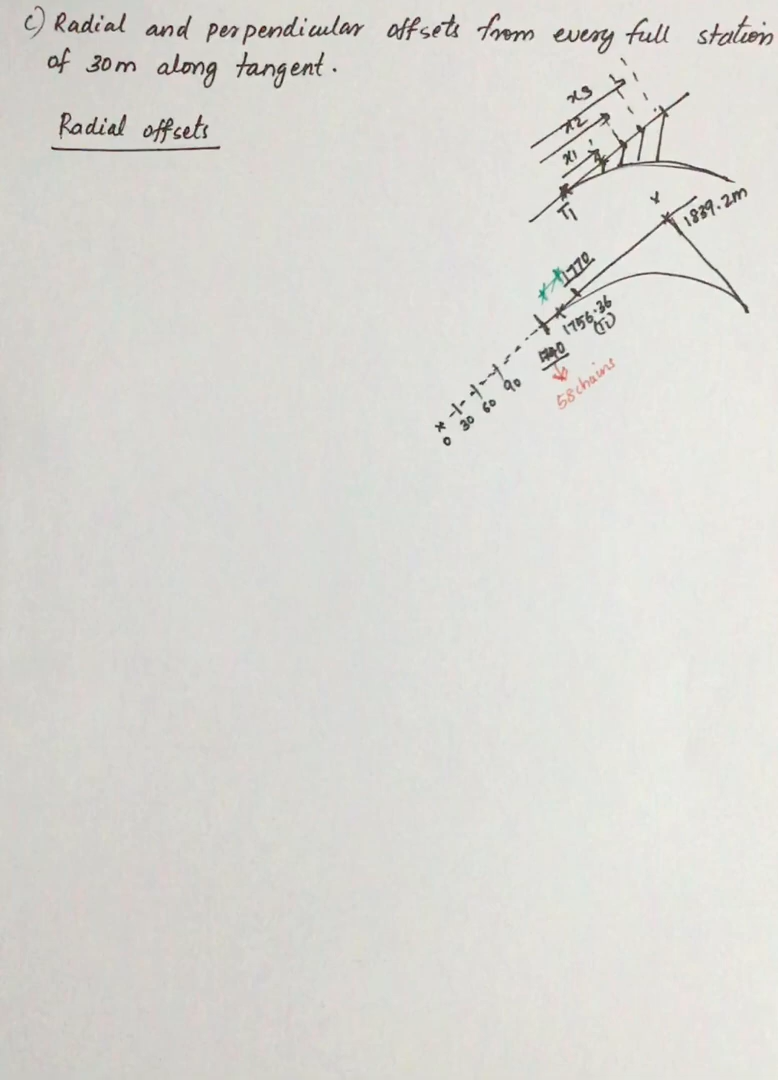 c) Radial and perpendicular offsets from every full station
of 30m along tangent.
Radial offsets
x3
x2
x1
T1
1839.2m
1770
1756.36
(T1)
58 chains
90
60
30
0